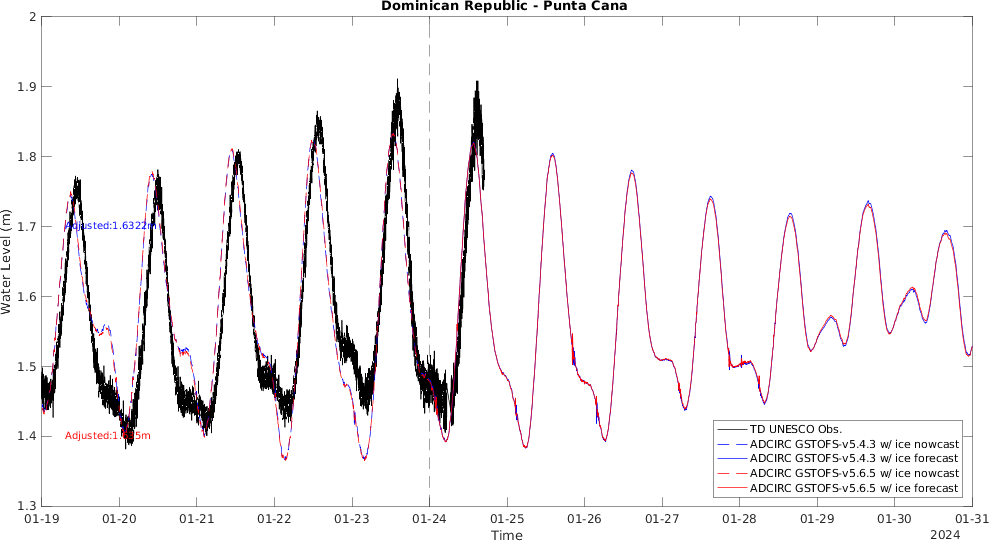 Dominican Republic - Punta Cana
2
1.9
1.8
1.7
1.6
1.5
1.4
1.3
Water Level (m)
Adjusted:1.6322m
TD UNESCO Obs.
ADCIRC GSTOFS-v5.4.3 w/ ice nowcast
ADCIRC GSTOFS-v5.4.3 w/ ice forecast
ADCIRC GSTOFS-v5.6.5 w/ ice nowcast
ADCIRC GSTOFS-v5.6.5 w/ ice forecast
01-19 01-20 01-21 01-22 01-23 01-24 01-25 01-26 01-27 01-28 01-29 01-30 01-31
Time
2024